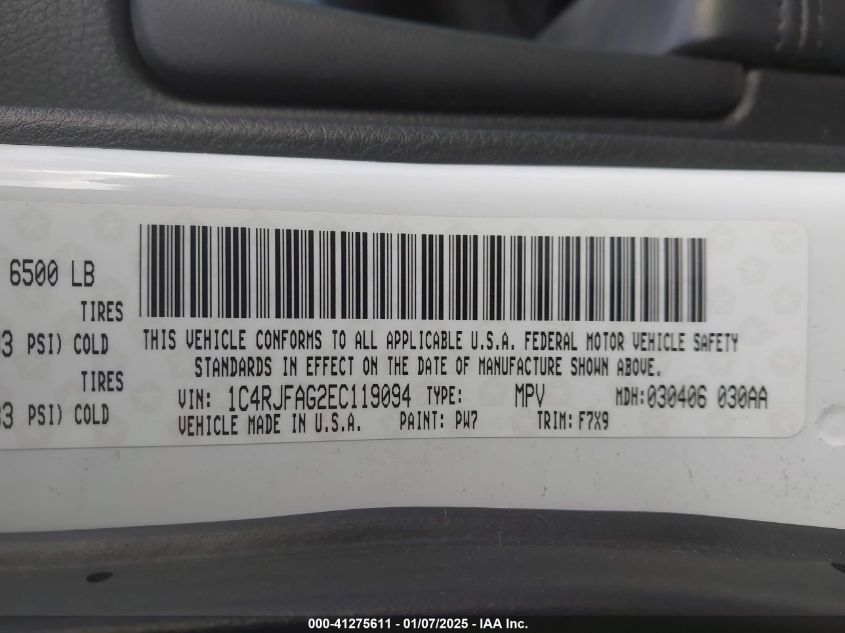 6500 LB
TIRES
3 PSI) COLD
THIS VEHICLE CONFORMS TO ALL APPLICABLE U.S.A. FEDERAL MOTOR VEHICLE SAFETY
STANDARDS IN EFFECT ON THE DATE OF MANUFACTURE SHOWN ABOVE.
TIRES
VIN: 1C4RJFAG2EC119094 TYPE: MPV MDH:030406 030AA
3 PSI) COLD
VEHICLE MADE IN U.S.A. PAINT: PW7 TRIM: F7X9
000-41275611 - 01/07/2025 - IAA Inc.